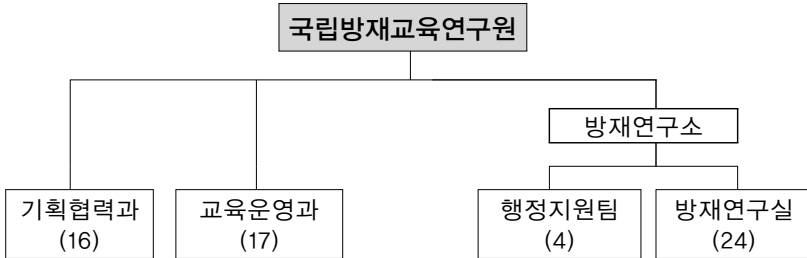 국립방재교육연구원
방재연구소
기획협력과
(16)
교육운영과
(17)
행정지원팀
(4)
방재연구실
(24)